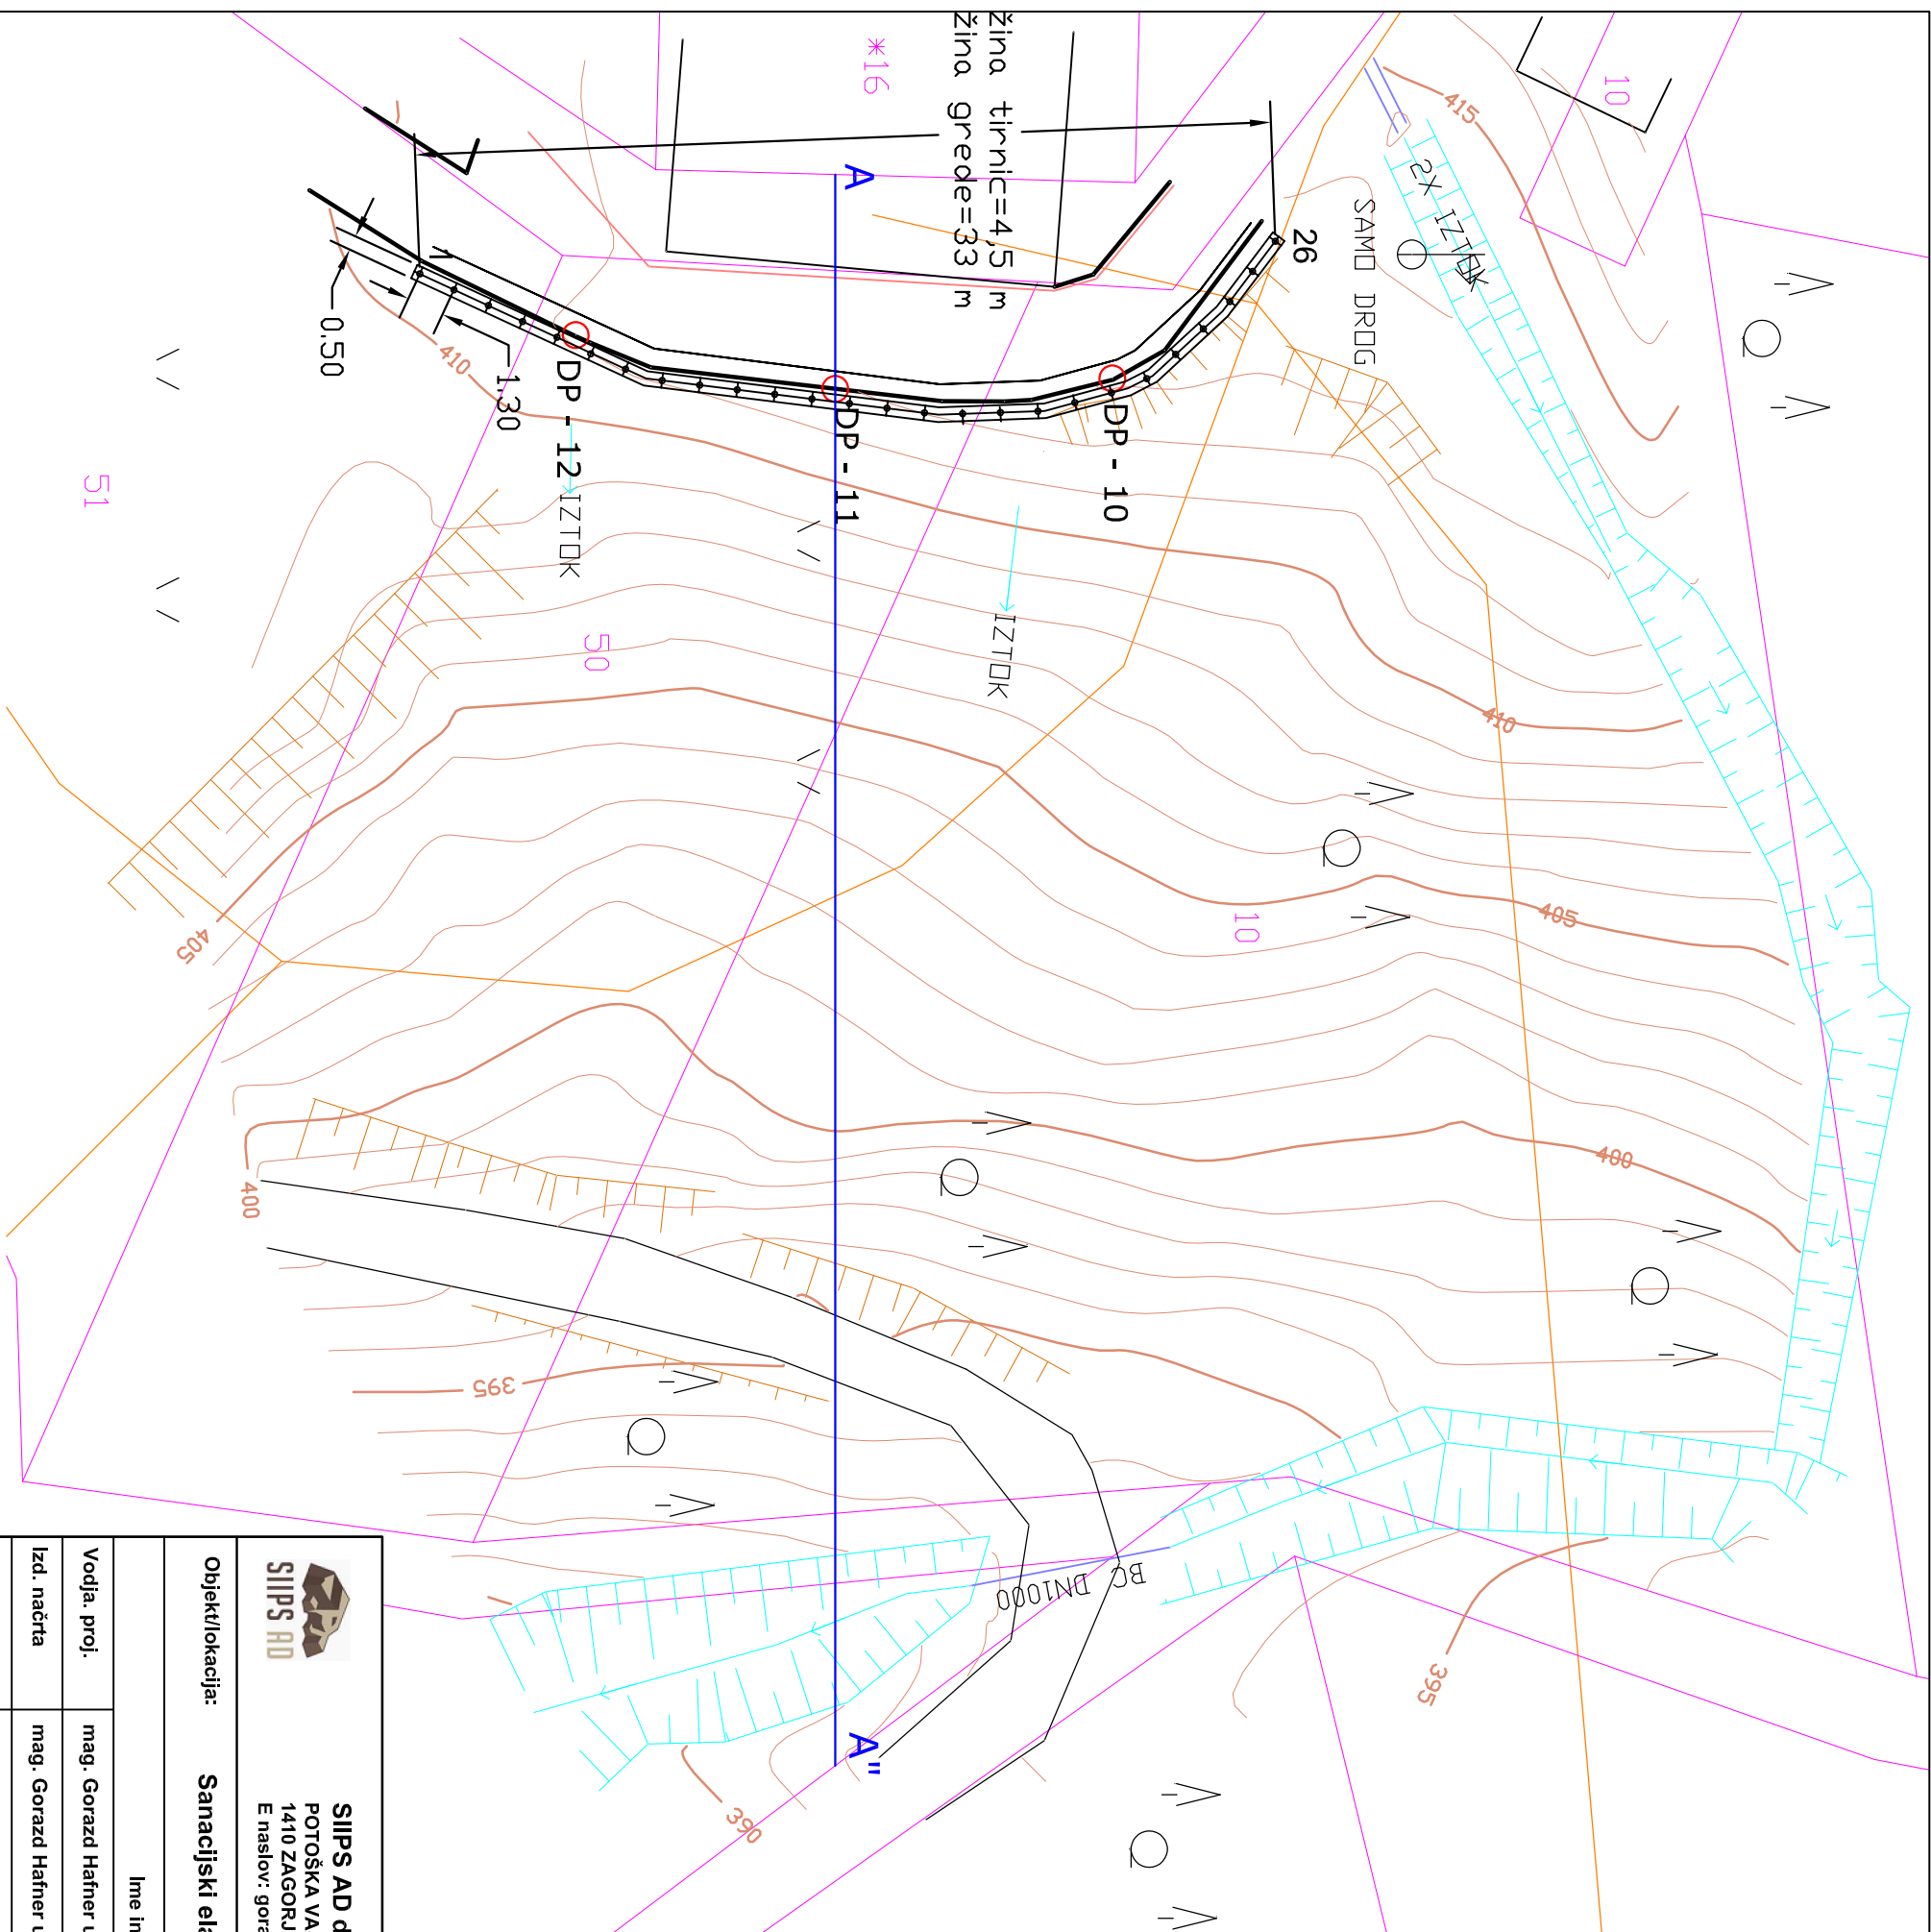 žina tirnic=4,5 m
žina grede=33 m
*16
10
415
2X IZTOK
SAMO DROG
26
1
A
0.50
1,30
410
DP - 12
DP - 11
DP - 10
IZTOK
IZTOK
51
50
10
410
405
405
400
400
395
395
390
BC DN1000
A"
SIIPS AD
SIIPS AD d
POTOŠKA VA
1410 ZAGORJ
E naslov: gora
Objekt/lokacija:
Sanacijski ela
Ime in
Vodja. proj.
mag. Gorazd Hafner u
Izd. načrta
mag. Gorazd Hafner u